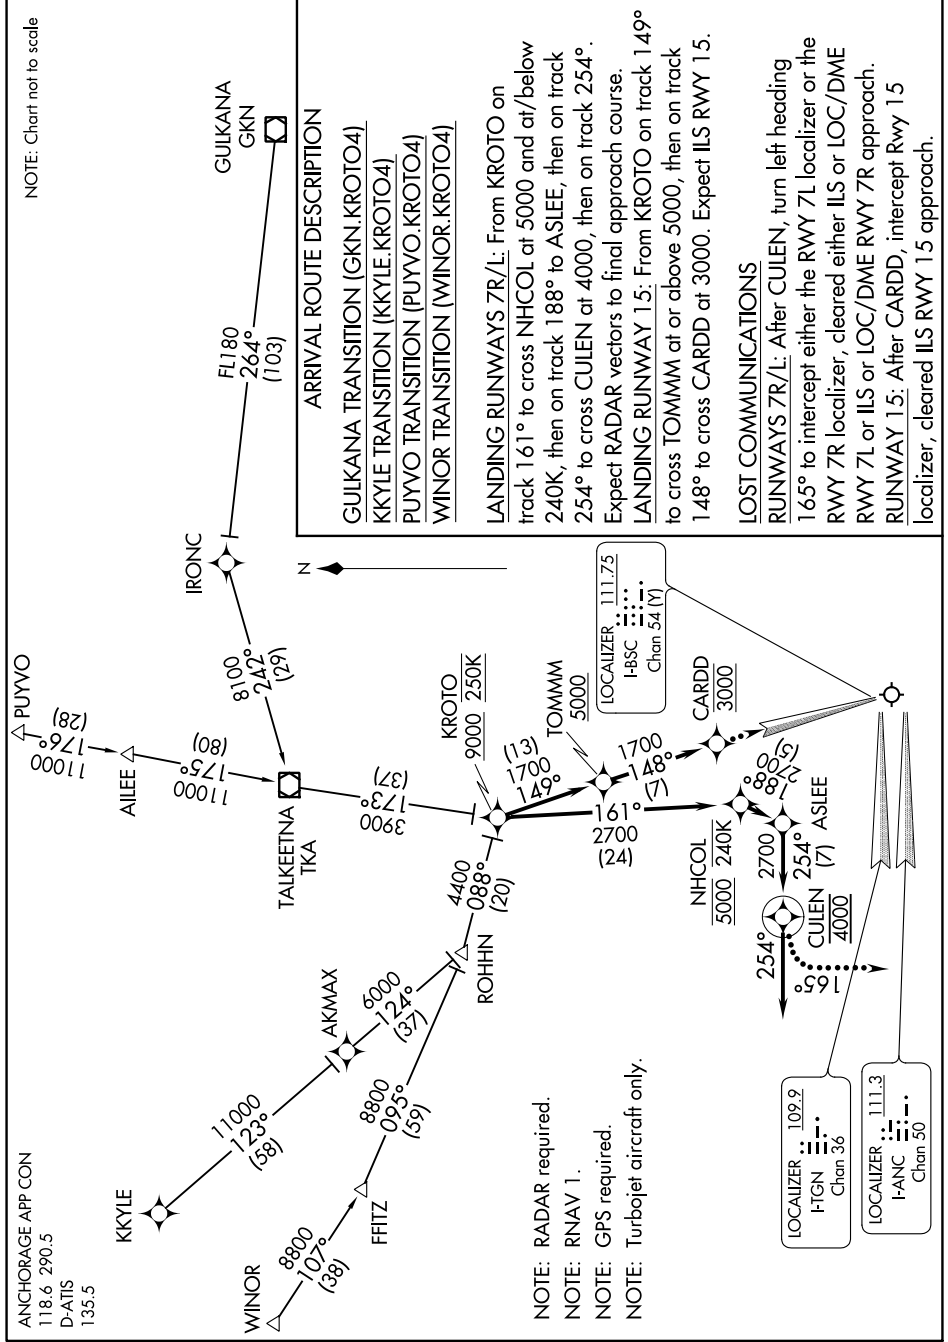 ANCHORAGE APP CON
118.6 290.5
D-ATIS
135.5
NOTE: Chart not to scale
PUYVO
11000
176°
(28)
AILEE
11000
175°
(80)
TALKEETNA
TKA
3900
173°
(37)
IRONC
8100
242°
(29)
GULKANA
GKN
FL180
264°
(103)
KKYLE
11000
123°
(58)
AKMAX
6000
124°
(37)
WINOR
8800
107°
(38)
FFITZ
8800
095°
(59)
ROHHN
4400
088°
(20)
KROTO
9000 250K
N
(13)
1700
149°
TOMMM
5000
1700
148°
(7)
CARDD
3000
161°
2700
(24)
NHCOL
5000 240K
188°
2700
(5)
ASLEE
2700
254°
(7)
CULEN
4000
254°
165°
LOCALIZER 111.75
I-BSC
Chan 54 (Y)
LOCALIZER 109.9
I-TGN
Chan 36
LOCALIZER 111.3
I-ANC
Chan 50
NOTE: RADAR required.
NOTE: RNAV 1.
NOTE: GPS required.
NOTE: Turbojet aircraft only.
ARRIVAL ROUTE DESCRIPTION
GULKANA TRANSITION (GKN.KROTO4)
KKYLE TRANSITION (KKYLE.KROTO4)
PUYVO TRANSITION (PUYVO.KROTO4)
WINOR TRANSITION (WINOR.KROTO4)
LANDING RUNWAYS 7R/L: From KROTO on
track 161° to cross NHCOL at 5000 and at/below
240K, then on track 188° to ASLEE, then on track
254° to cross CULEN at 4000, then on track 254°.
Expect RADAR vectors to final approach course.
LANDING RUNWAY 15: From KROTO on track 149°
to cross TOMMM at or above 5000, then on track
148° to cross CARDD at 3000. Expect ILS RWY 15.
LOST COMMUNICATIONS
RUNWAYS 7R/L: After CULEN, turn left heading
165° to intercept either the RWY 7L localizer or the
RWY 7R localizer, cleared either ILS or LOC/DME
RWY 7L or ILS or LOC/DME RWY 7R approach.
RUNWAY 15: After CARDD, intercept Rwy 15
localizer, cleared ILS RWY 15 approach.